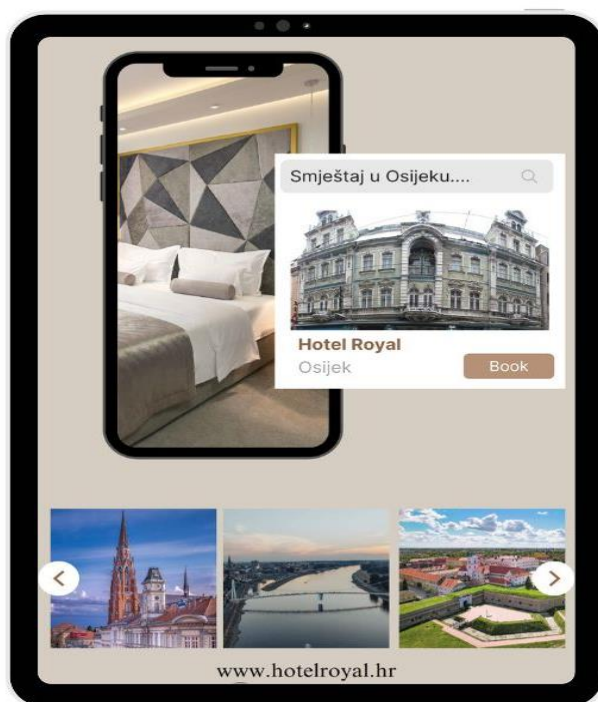 Smještaj u Osijeku....
Hotel Royal
Osijek
Book
www.hotelroyal.hr